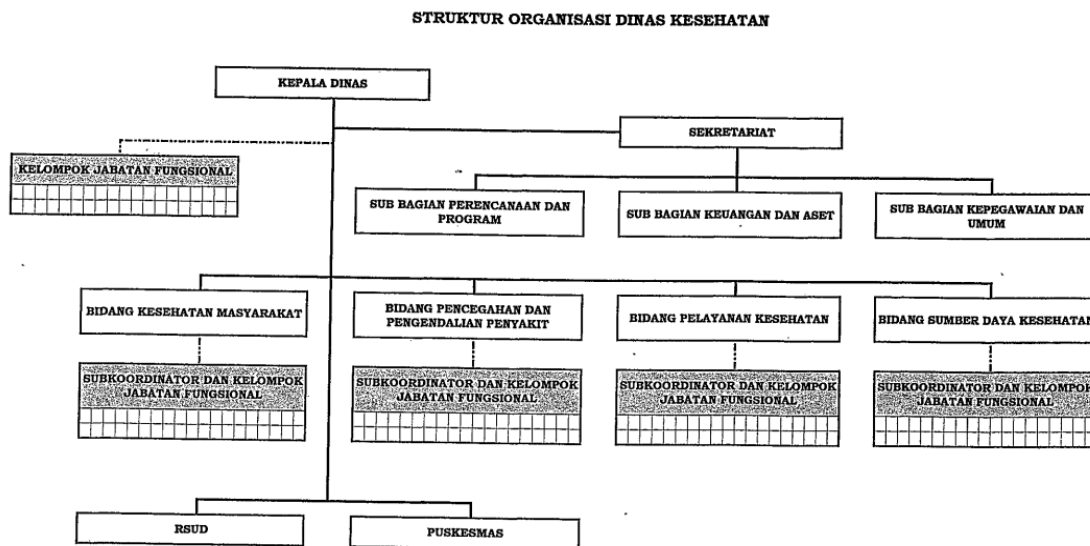 STRUKTUR ORGANISASI DINAS KESEHATAN
KEPALA DINAS
SEKRETARIAT
KELOMPOK JABATAN FUNGSIONAL
SUB BAGIAN PERENCANAAN DAN
PROGRAM
SUB BAGIAN KEUANGAN DAN ASET
SUB BAGIAN KEPEGAWAIAN DAN
UMUM
BIDANG KESEHATAN MASYARAKAT
BIDANG PENCEGAHAN DAN
PENGENDALIAN PENYAKIT
BIDANG PELAYANAN KESEHATAN
BIDANG SUMBER DAYA KESEHATAN
SUBKOORDINATOR DAN KELOMPOK
JABATAN FUNGSIONAL
SUBKOORDINATOR DAN KELOMPOK
JABATAN FUNGSIONAL
SUBKOORDINATOR DAN KELOMPOK
JABATAN FUNGSIONAL
SUBKOORDINATOR DAN KELOMPOK
JABATAN FUNGSIONAL
RSUD
PUSKESMAS